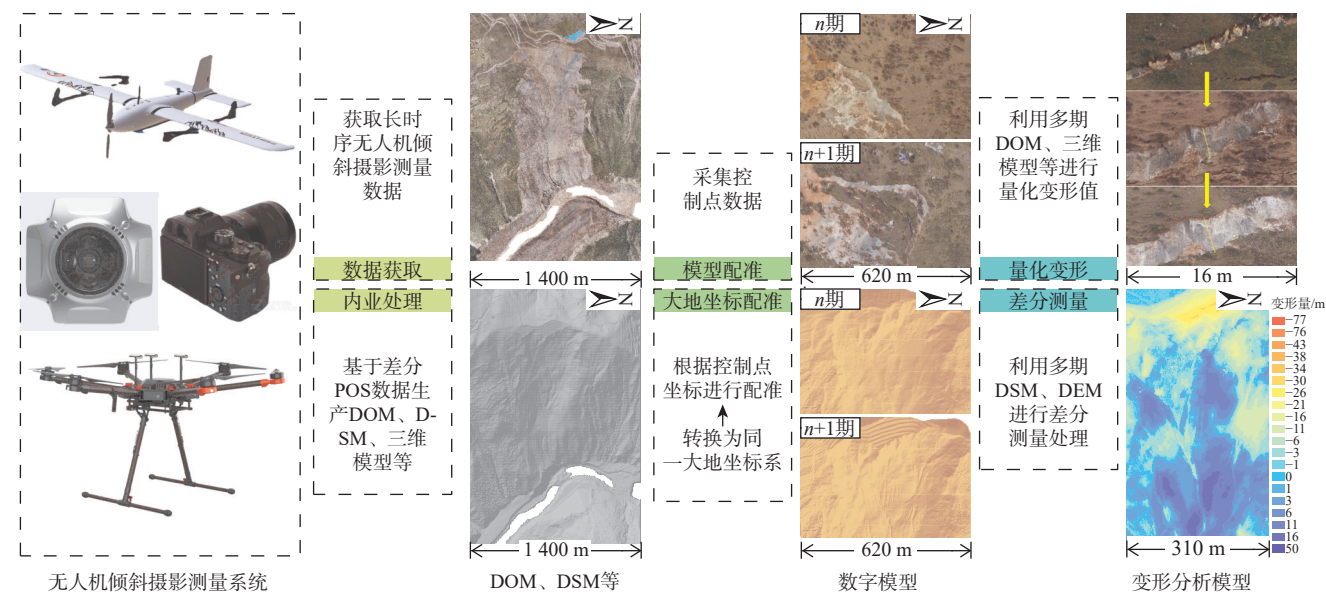 获取长时
序无人机倾
斜摄影测量
数据
数据获取
内业处理
基于差分
POS数据生
产DOM、D-
SM、三维
模型等
无人机倾斜摄影测量系统
N
1 400 m
N
1 400 m
DOM、DSM等
采集控
制点数据
模型配准
大地坐标配准
根据控制点
坐标进行配准
转换为同
一大地坐标系
n期
N
n+1期
620 m
n期
N
n+1期
620 m
数字模型
利用多期
DOM、三维
模型等进行
量化变形值
量化变形
差分测量
利用多期
DSM、DEM
进行差分
测量处理
16 m
N
310 m
变形量/m
−77
−76
−43
−38
−34
−30
−26
−21
−16
−11
−6
−3
−1
0
1
3
6
11
16
50
变形分析模型